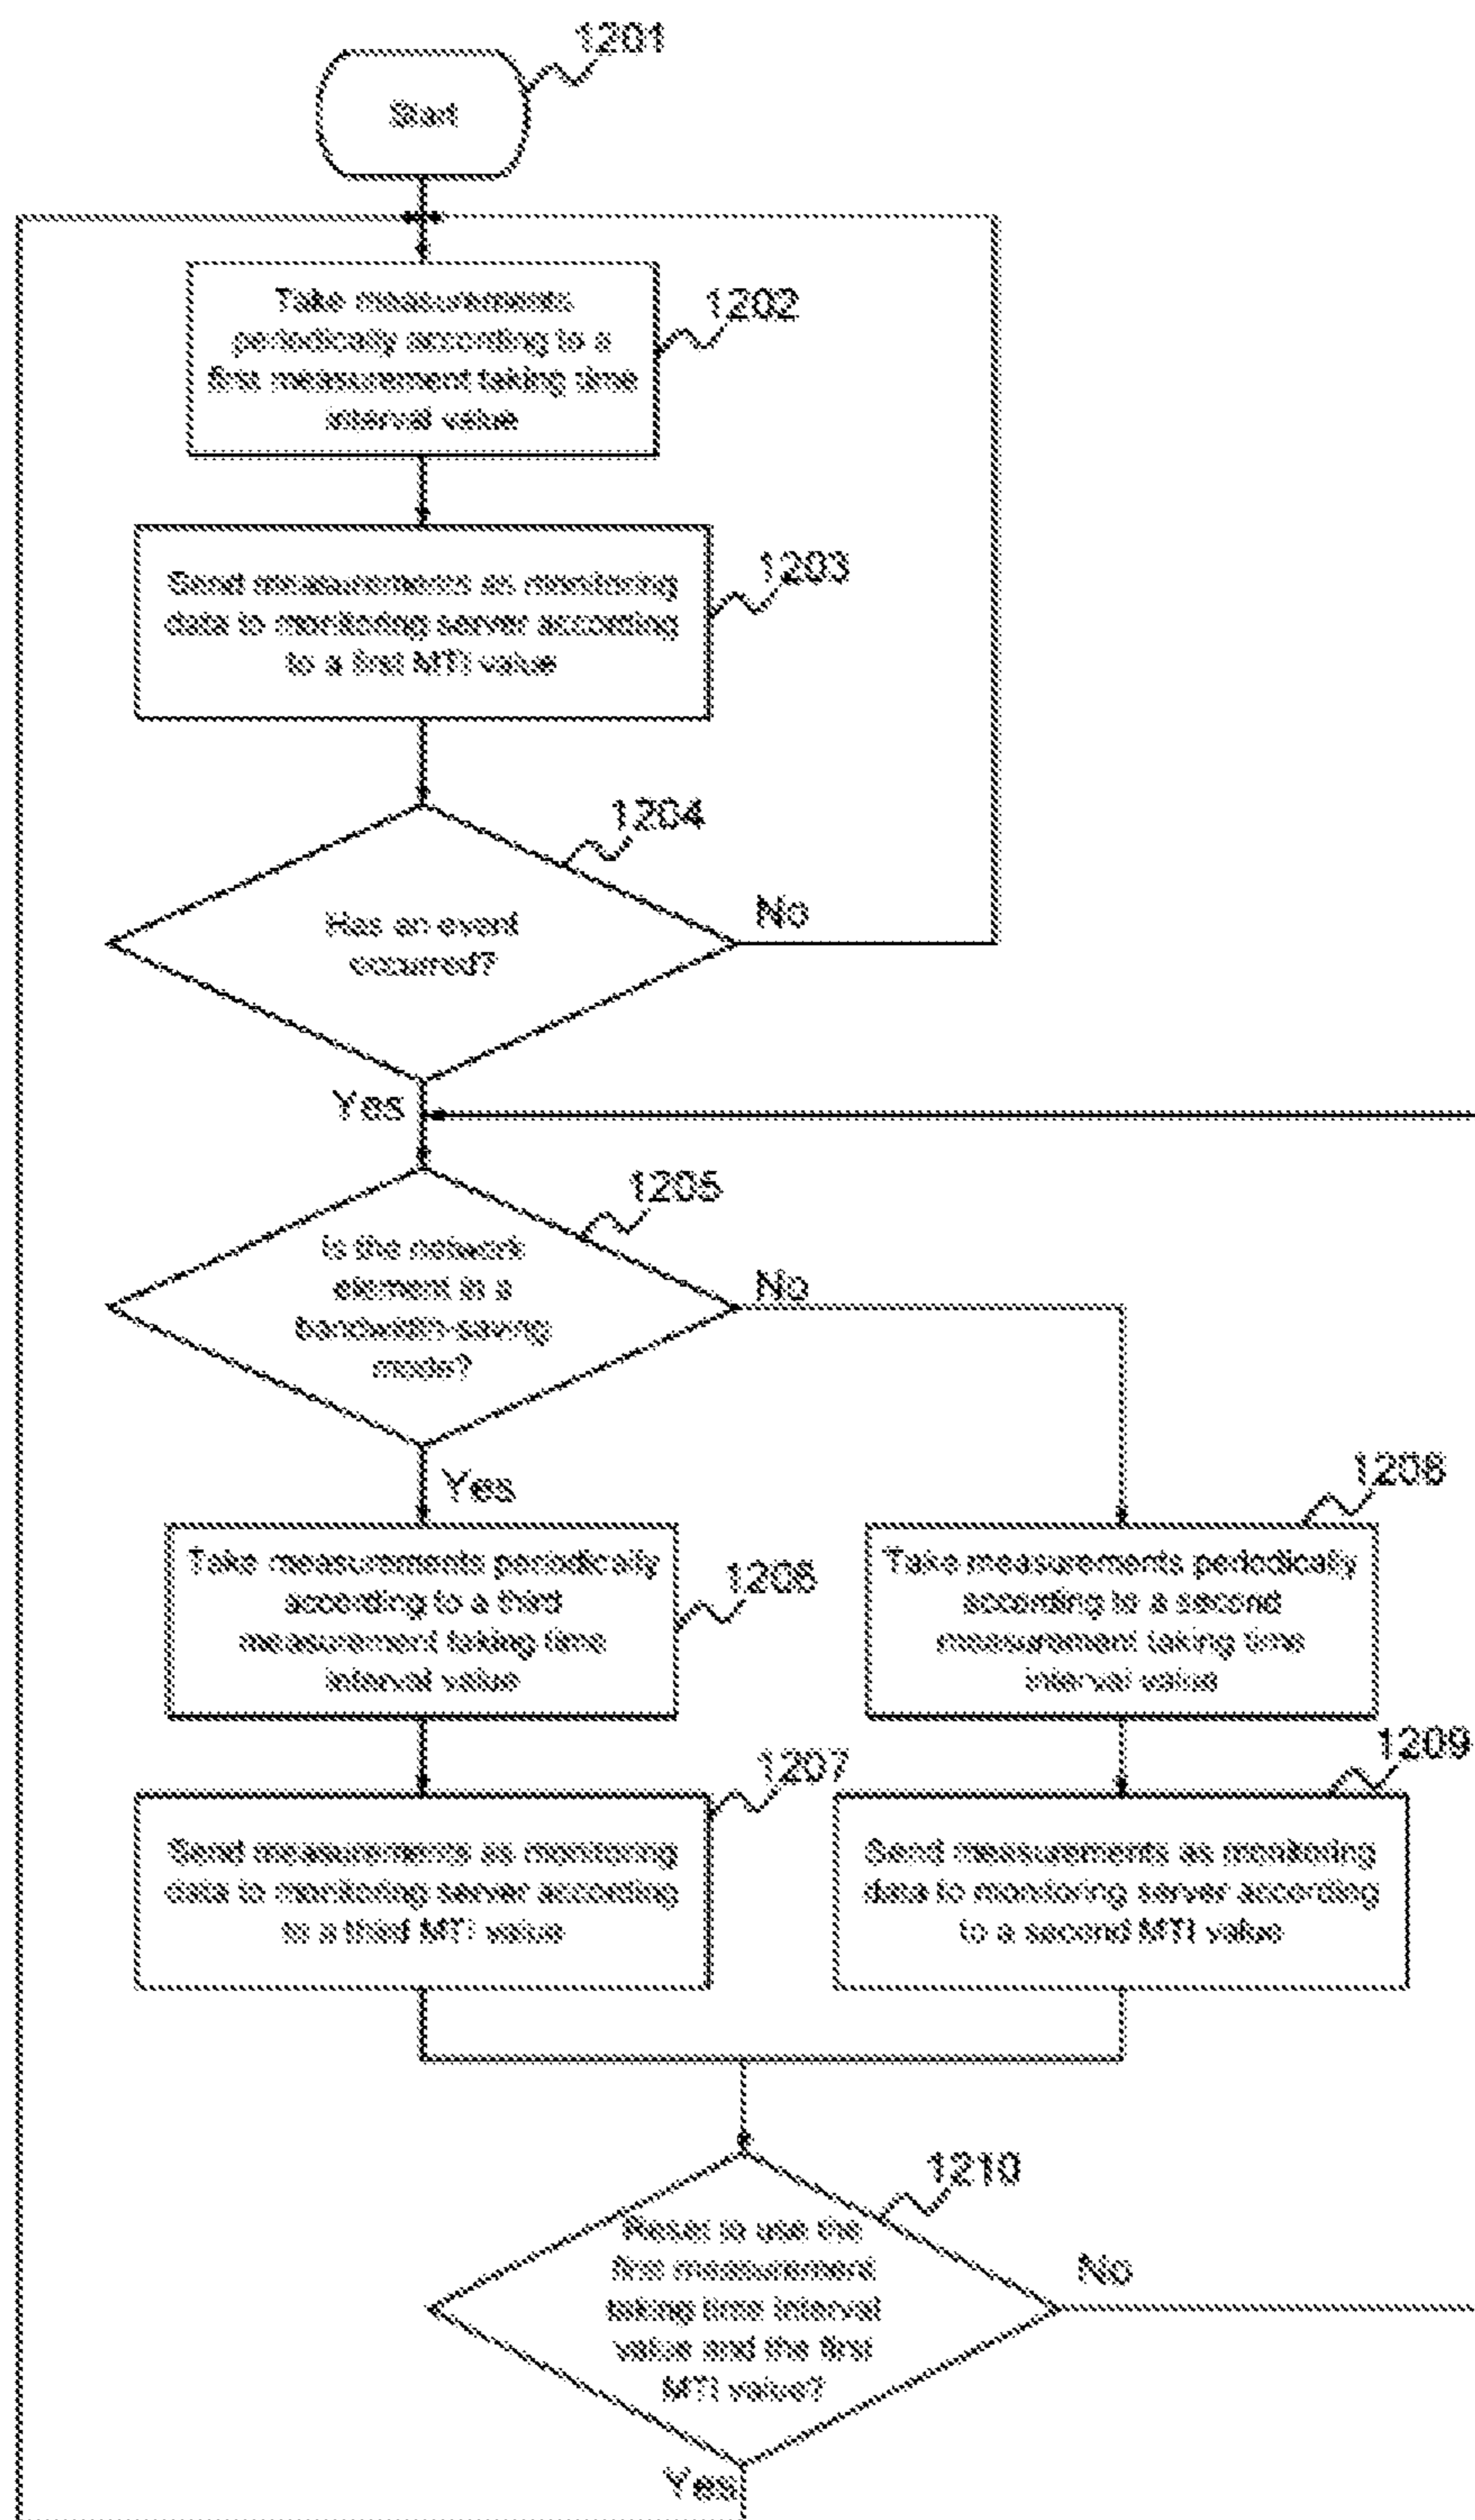 1201
Start
Take measurements
periodically according to a
first measurement taking time
interval value
1202
Send measurements as monitoring
data to monitoring server according
to a first MTI value
1203
1204
Has an event
occurred?
No
Yes
1205
Is the network
element in a
bandwidth-saving
mode?
No
Yes
1208
Take measurements periodically
according to a third
measurement taking time
interval value
1206
Take measurements periodically
according to a second
measurement taking time
interval value
1207
1209
Send measurements as monitoring
data to monitoring server according
to a third MTI value
Send measurements as monitoring
data to monitoring server according
to a second MTI value
1210
Reset to use the
first measurement
taking time interval
value and the first
MTI value?
No
Yes